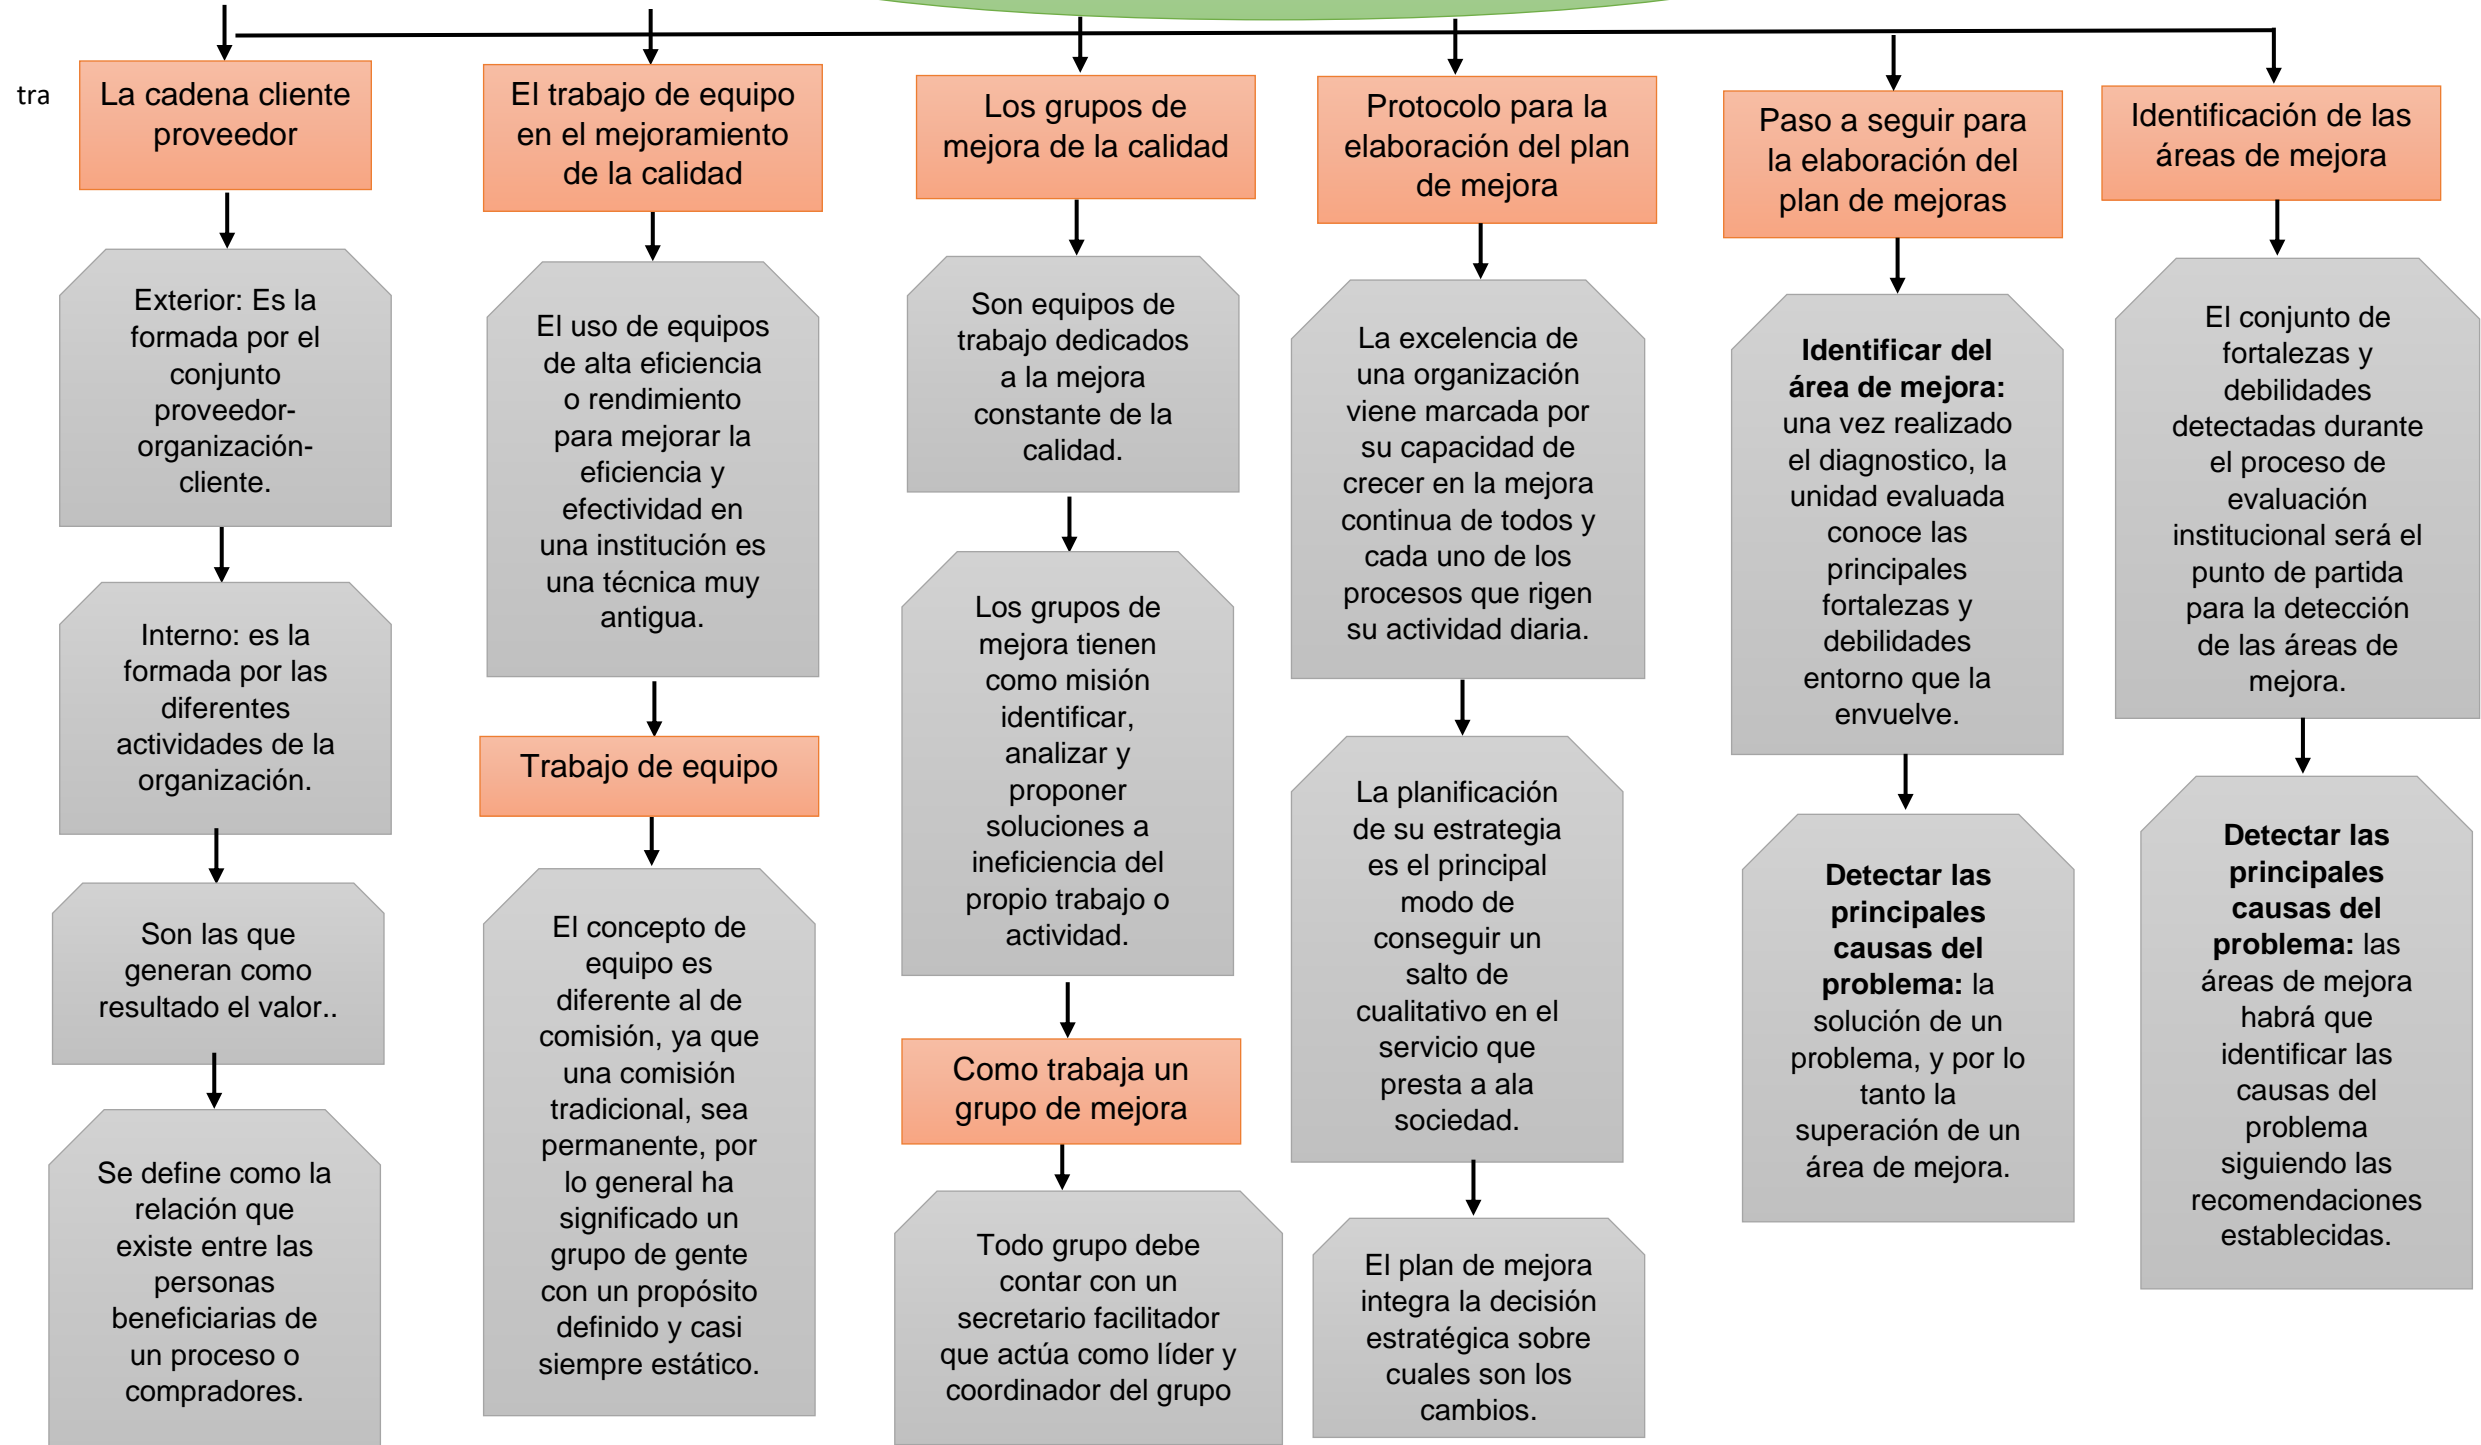 tra
La cadena cliente
proveedor
Exterior: Es la
formada por el
conjunto
proveedor-
organización-
cliente.
Interno: es la
formada por las
diferentes
actividades de la
organización.
Son las que
generan como
resultado el valor..
Se define como la
relación que
existe entre las
personas
beneficiarias de
un proceso o
compradores.
El trabajo de equipo
en el mejoramiento
de la calidad
El uso de equipos
de alta eficiencia
o rendimiento
para mejorar la
eficiencia y
efectividad en
una institución es
una técnica muy
antigua.
Trabajo de equipo
El concepto de
equipo es
diferente al de
comisión, ya que
una comisión
tradicional, sea
permanente, por
lo general ha
significado un
grupo de gente
con un propósito
definido y casi
siempre estático.
Los grupos de
mejora de la calidad
Son equipos de
trabajo dedicados
a la mejora
constante de la
calidad.
Los grupos de
mejora tienen
como misión
identificar,
analizar y
proponer
soluciones a
ineficiencia del
propio trabajo o
actividad.
Como trabaja un
grupo de mejora
Todo grupo debe
contar con un
secretario facilitador
que actúa como líder y
coordinador del grupo
Protocolo para la
elaboración del plan
de mejora
La excelencia de
una organización
viene marcada por
su capacidad de
crecer en la mejora
continua de todos y
cada uno de los
procesos que rigen
su actividad diaria.
La planificación
de su estrategia
es el principal
modo de
conseguir un
salto de
cualitativo en el
servicio que
presta a ala
sociedad.
El plan de mejora
integra la decisión
estratégica sobre
cuales son los
cambios.
Paso a seguir para
la elaboración del
plan de mejoras
Identificar del
área de mejora:
una vez realizado
el diagnostico, la
unidad evaluada
conoce las
principales
fortalezas y
debilidades
entorno que la
envuelve.
Detectar las
principales
causas del
problema: la
solución de un
problema, y por lo
tanto la
superación de un
área de mejora.
Identificación de las
áreas de mejora
El conjunto de
fortalezas y
debilidades
detectadas durante
el proceso de
evaluación
institucional será el
punto de partida
para la detección
de las áreas de
mejora.
Detectar las
principales
causas del
problema: las
áreas de mejora
habrá que
identificar las
causas del
problema
siguiendo las
recomendaciones
establecidas.